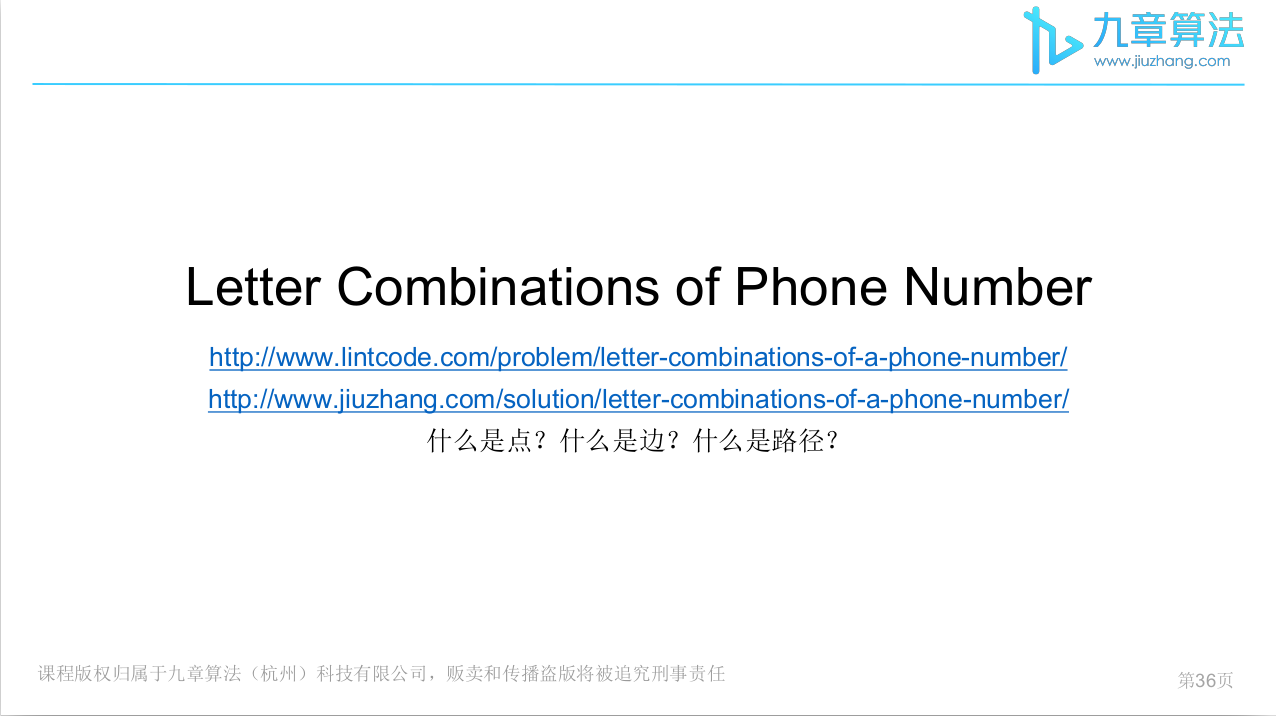 九章算法
www.jiuzhang.com
Letter Combinations of Phone Number
http://www.lintcode.com/problem/letter-combinations-of-a-phone-number/
http://www.jiuzhang.com/solution/letter-combinations-of-a-phone-number/
什么是点？什么是边？什么是路径？
课程版权归属于九章算法（杭州）科技有限公司，贩卖和传播盗版将被追究刑事责任
第36页